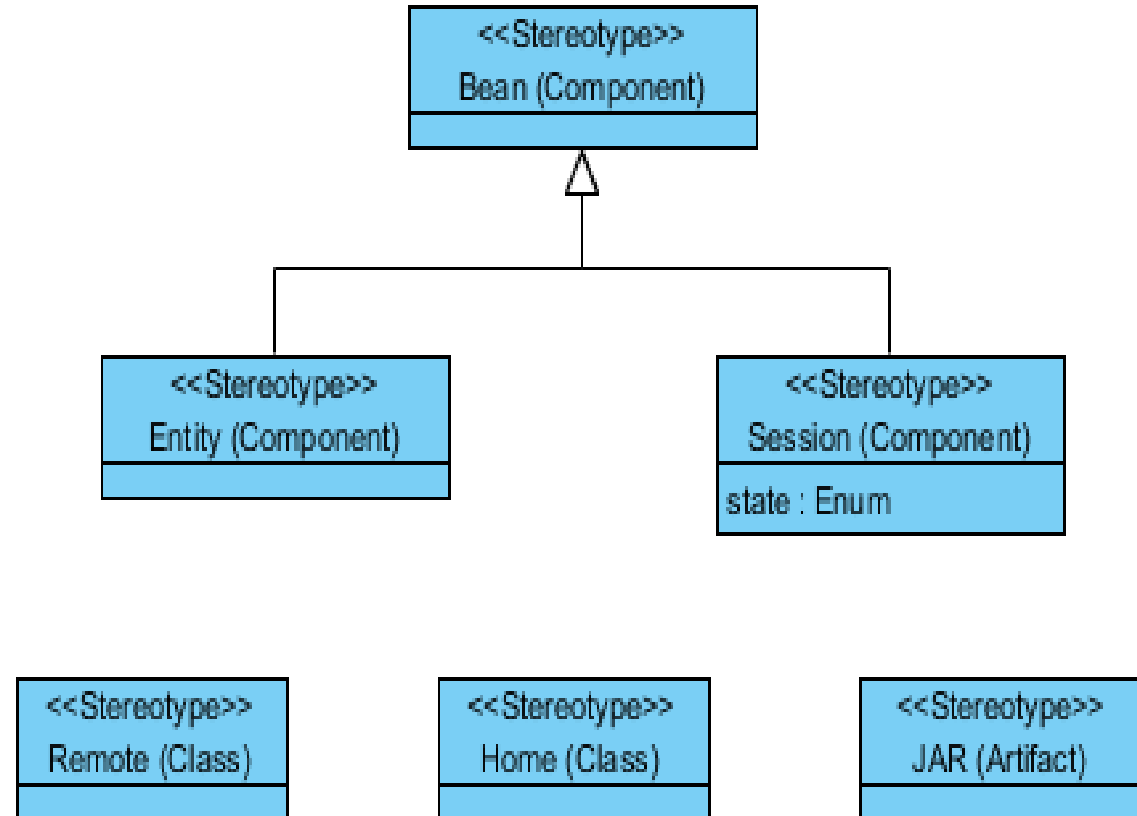 <<Stereotype>>
Bean (Component)
<<Stereotype>>
Entity (Component)
<<Stereotype>>
Session (Component)
state : Enum
<<Stereotype>>
Remote (Class)
<<Stereotype>>
Home (Class)
<<Stereotype>>
JAR (Artifact)